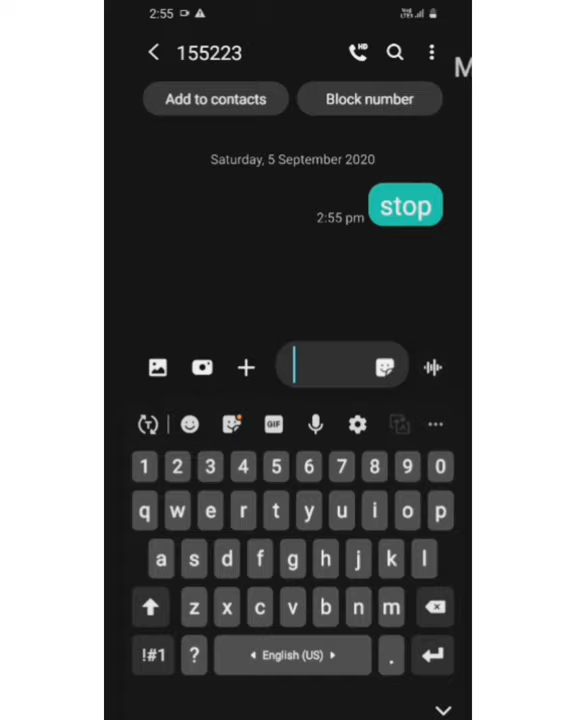 2:55
155223
M
Add to contacts Block number
Saturday, 5 September 2020
2:55 pm stop
GIF
1 2 3 4 5 6 7 8 9 0
q w e r t y u i o p
a s d f g h j k l
z x c v b n m
!#1 ? English (US) .